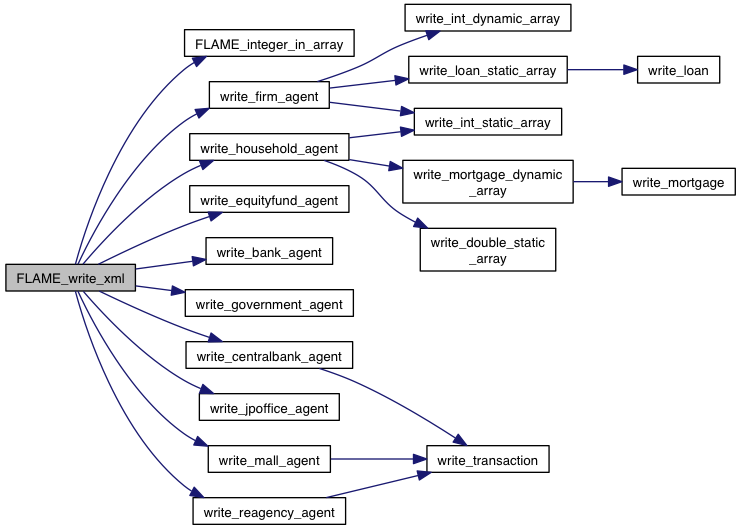 write_int_dynamic_array
FLAME_integer_in_array
write_loan_static_array
write_loan
write_firm_agent
write_int_static_array
write_household_agent
write_mortgage_dynamic
_array
write_mortgage
write_equityfund_agent
write_double_static
_array
write_bank_agent
FLAME_write_xml
write_government_agent
write_centralbank_agent
write_jpoffice_agent
write_mall_agent
write_transaction
write_reagency_agent